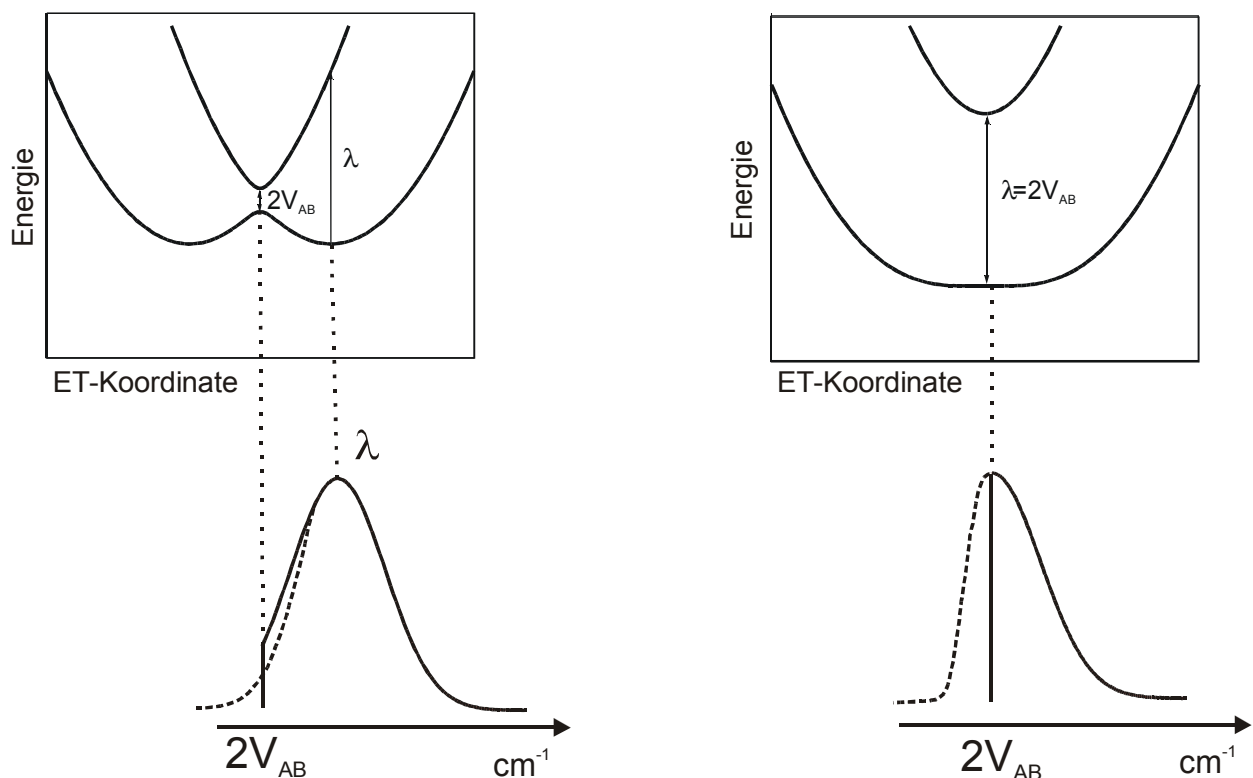 Energie
λ
2V_AB
ET-Koordinate
λ
2V_AB
cm⁻¹
Energie
λ=2V_AB
ET-Koordinate
2V_AB
cm⁻¹